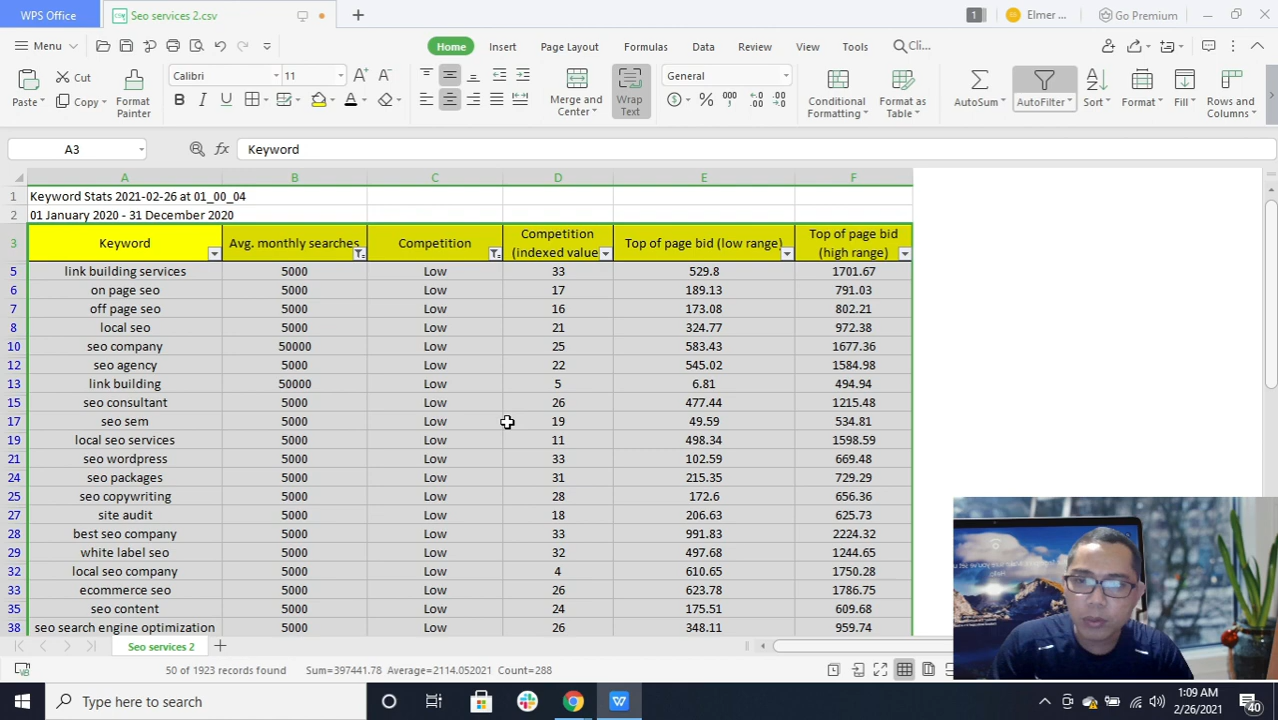 WPS Office
Seo services 2.csv
1
Elmer ...
Go Premium
Menu
Home
Insert
Page Layout
Formulas
Data
Review
View
Tools
Cli...
Paste
Cut
Copy
Format Painter
Calibri
11
B I U
A
Merge and Center
Wrap Text
General
000
Conditional Formatting
Format as Table
AutoSum
AutoFilter
Sort
Format
Fill
Rows and Columns
A3
fx
Keyword
A B C D E F
1 Keyword Stats 2021-02-26 at 01_00_04
2 01 January 2020 - 31 December 2020
3 Keyword Avg. monthly searches Competition Competition (indexed value Top of page bid (low range) Top of page bid (high range)
5 link building services 5000 Low 33 529.8 1701.67
6 on page seo 5000 Low 17 189.13 791.03
7 off page seo 5000 Low 16 173.08 802.21
8 local seo 5000 Low 21 324.77 972.38
10 seo company 50000 Low 25 583.43 1677.36
12 seo agency 5000 Low 22 545.02 1584.98
13 link building 50000 Low 5 6.81 494.94
15 seo consultant 5000 Low 26 477.44 1215.48
17 seo sem 5000 Low 19 49.59 534.81
19 local seo services 5000 Low 11 498.34 1598.59
21 seo wordpress 5000 Low 33 102.59 669.48
24 seo packages 5000 Low 31 215.35 729.29
25 seo copywriting 5000 Low 28 172.6 656.36
27 site audit 5000 Low 18 206.63 625.73
28 best seo company 5000 Low 33 991.83 2224.32
29 white label seo 5000 Low 32 497.68 1244.65
32 local seo company 5000 Low 4 610.65 1750.28
33 ecommerce seo 5000 Low 26 623.78 1786.75
35 seo content 5000 Low 24 175.51 609.68
38 seo search engine optimization 5000 Low 26 348.11 959.74
Seo services 2
50 of 1923 records found Sum=397441.78 Average=2114.052021 Count=288
Type here to search
1:09 AM
2/26/2021
40